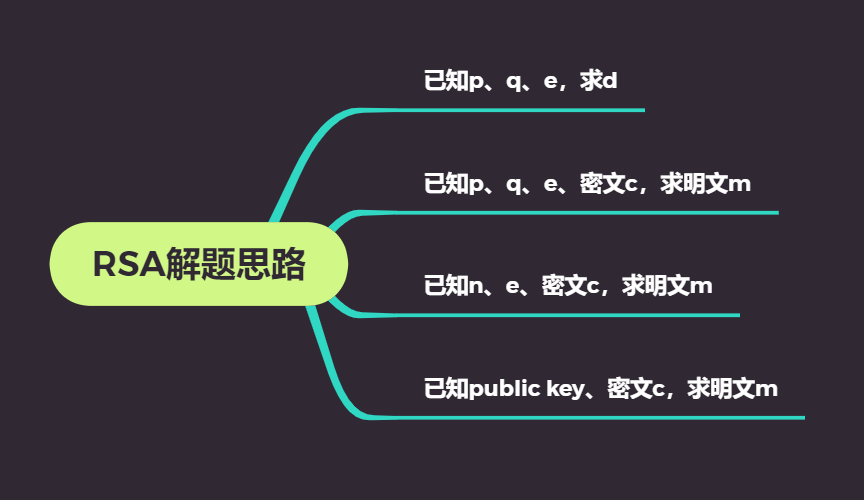 已知p、q、e，求d
已知p、q、e、密文c，求明文m
RSA解题思路
已知n、e、密文c，求明文m
已知public key、密文c，求明文m